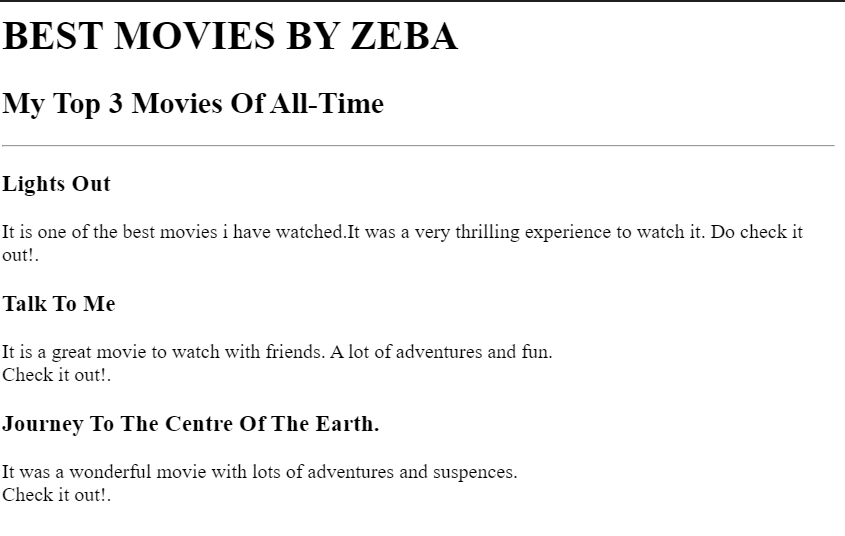 BEST MOVIES BY ZEBA
My Top 3 Movies Of All-Time
Lights Out
It is one of the best movies i have watched.It was a very thrilling experience to watch it. Do check it
out!.
Talk To Me
It is a great movie to watch with friends. A lot of adventures and fun.
Check it out!.
Journey To The Centre Of The Earth.
It was a wonderful movie with lots of adventures and suspences.
Check it out!.